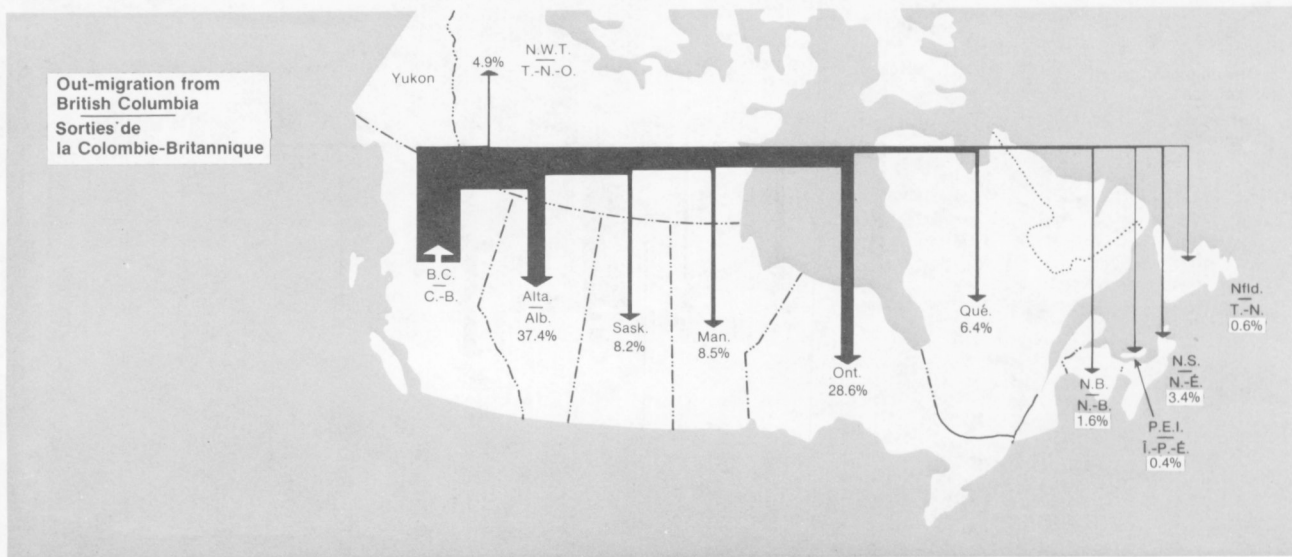 Out-migration from
British Columbia
Sorties de
la Colombie-Britannique
Yukon
4.9%
N.W.T.
T.-N.-O.
B.C.
C.-B.
Alta.
Alb.
37.4%
Sask.
8.2%
Man.
8.5%
Ont.
28.6%
Qué.
6.4%
N.B.
N.-B.
1.6%
P.E.I.
Î.-P.-É.
0.4%
N.S.
N.-É.
3.4%
Nfld.
T.-N.
0.6%